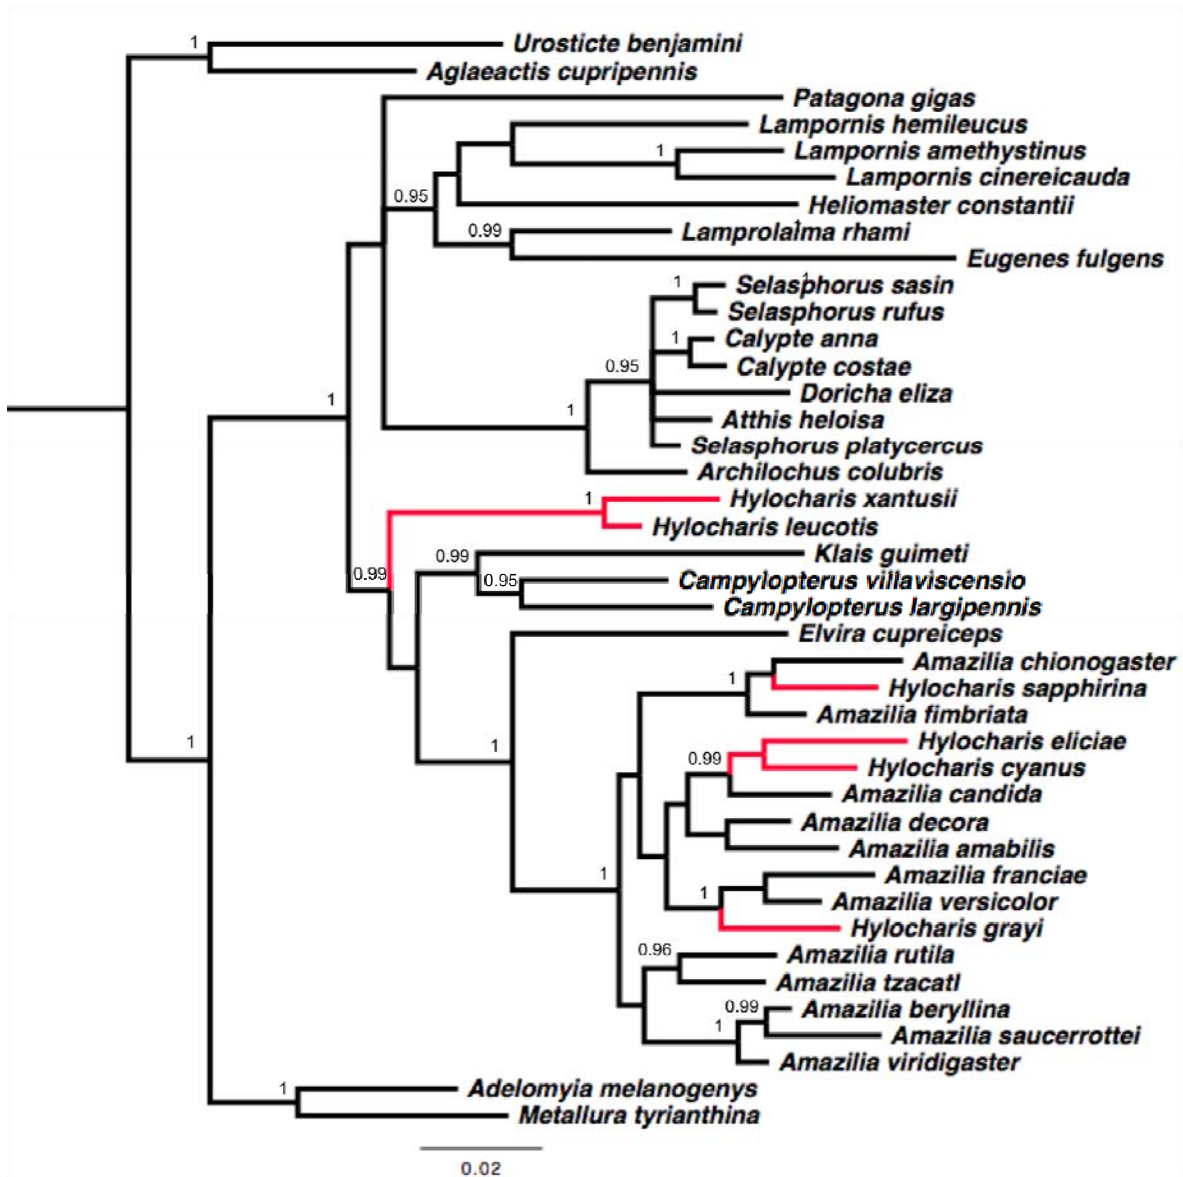 1
Urosticte benjamini
Aglaeactis cupripennis
Patagona gigas
Lampornis hemileucus
1
Lampornis amethystinus
Lampornis cinereicauda
0.95
Heliomaster constantii
0.99
Lamprolaima rhami
1
Eugenes fulgens
1
1
Selasphorus sasin
Selasphorus rufus
1
Calypte anna
0.95
Calypte costae
Doricha eliza
1
1
Atthis heloisa
Selasphorus platycercus
Archilochus colubris
1
Hylocharis xantusii
Hylocharis leucotis
0.99
Klais guimeti
0.99
0.95
Campylopterus villaviscensio
Campylopterus largipennis
Elvira cupreiceps
Amazilia chionogaster
1
Hylocharis sapphirina
Amazilia fimbriata
1
1
Hylocharis eliciae
0.99
Hylocharis cyanus
Amazilia candida
Amazilia decora
Amazilia amabilis
1
Amazilia franciae
1
Amazilia versicolor
Hylocharis grayi
0.96
Amazilia rutila
Amazilia tzacatl
0.99
Amazilia beryllina
1
Amazilia saucerrottei
Amazilia viridigaster
1
Adelomyia melanogenys
Metallura tyrianthina
0.02